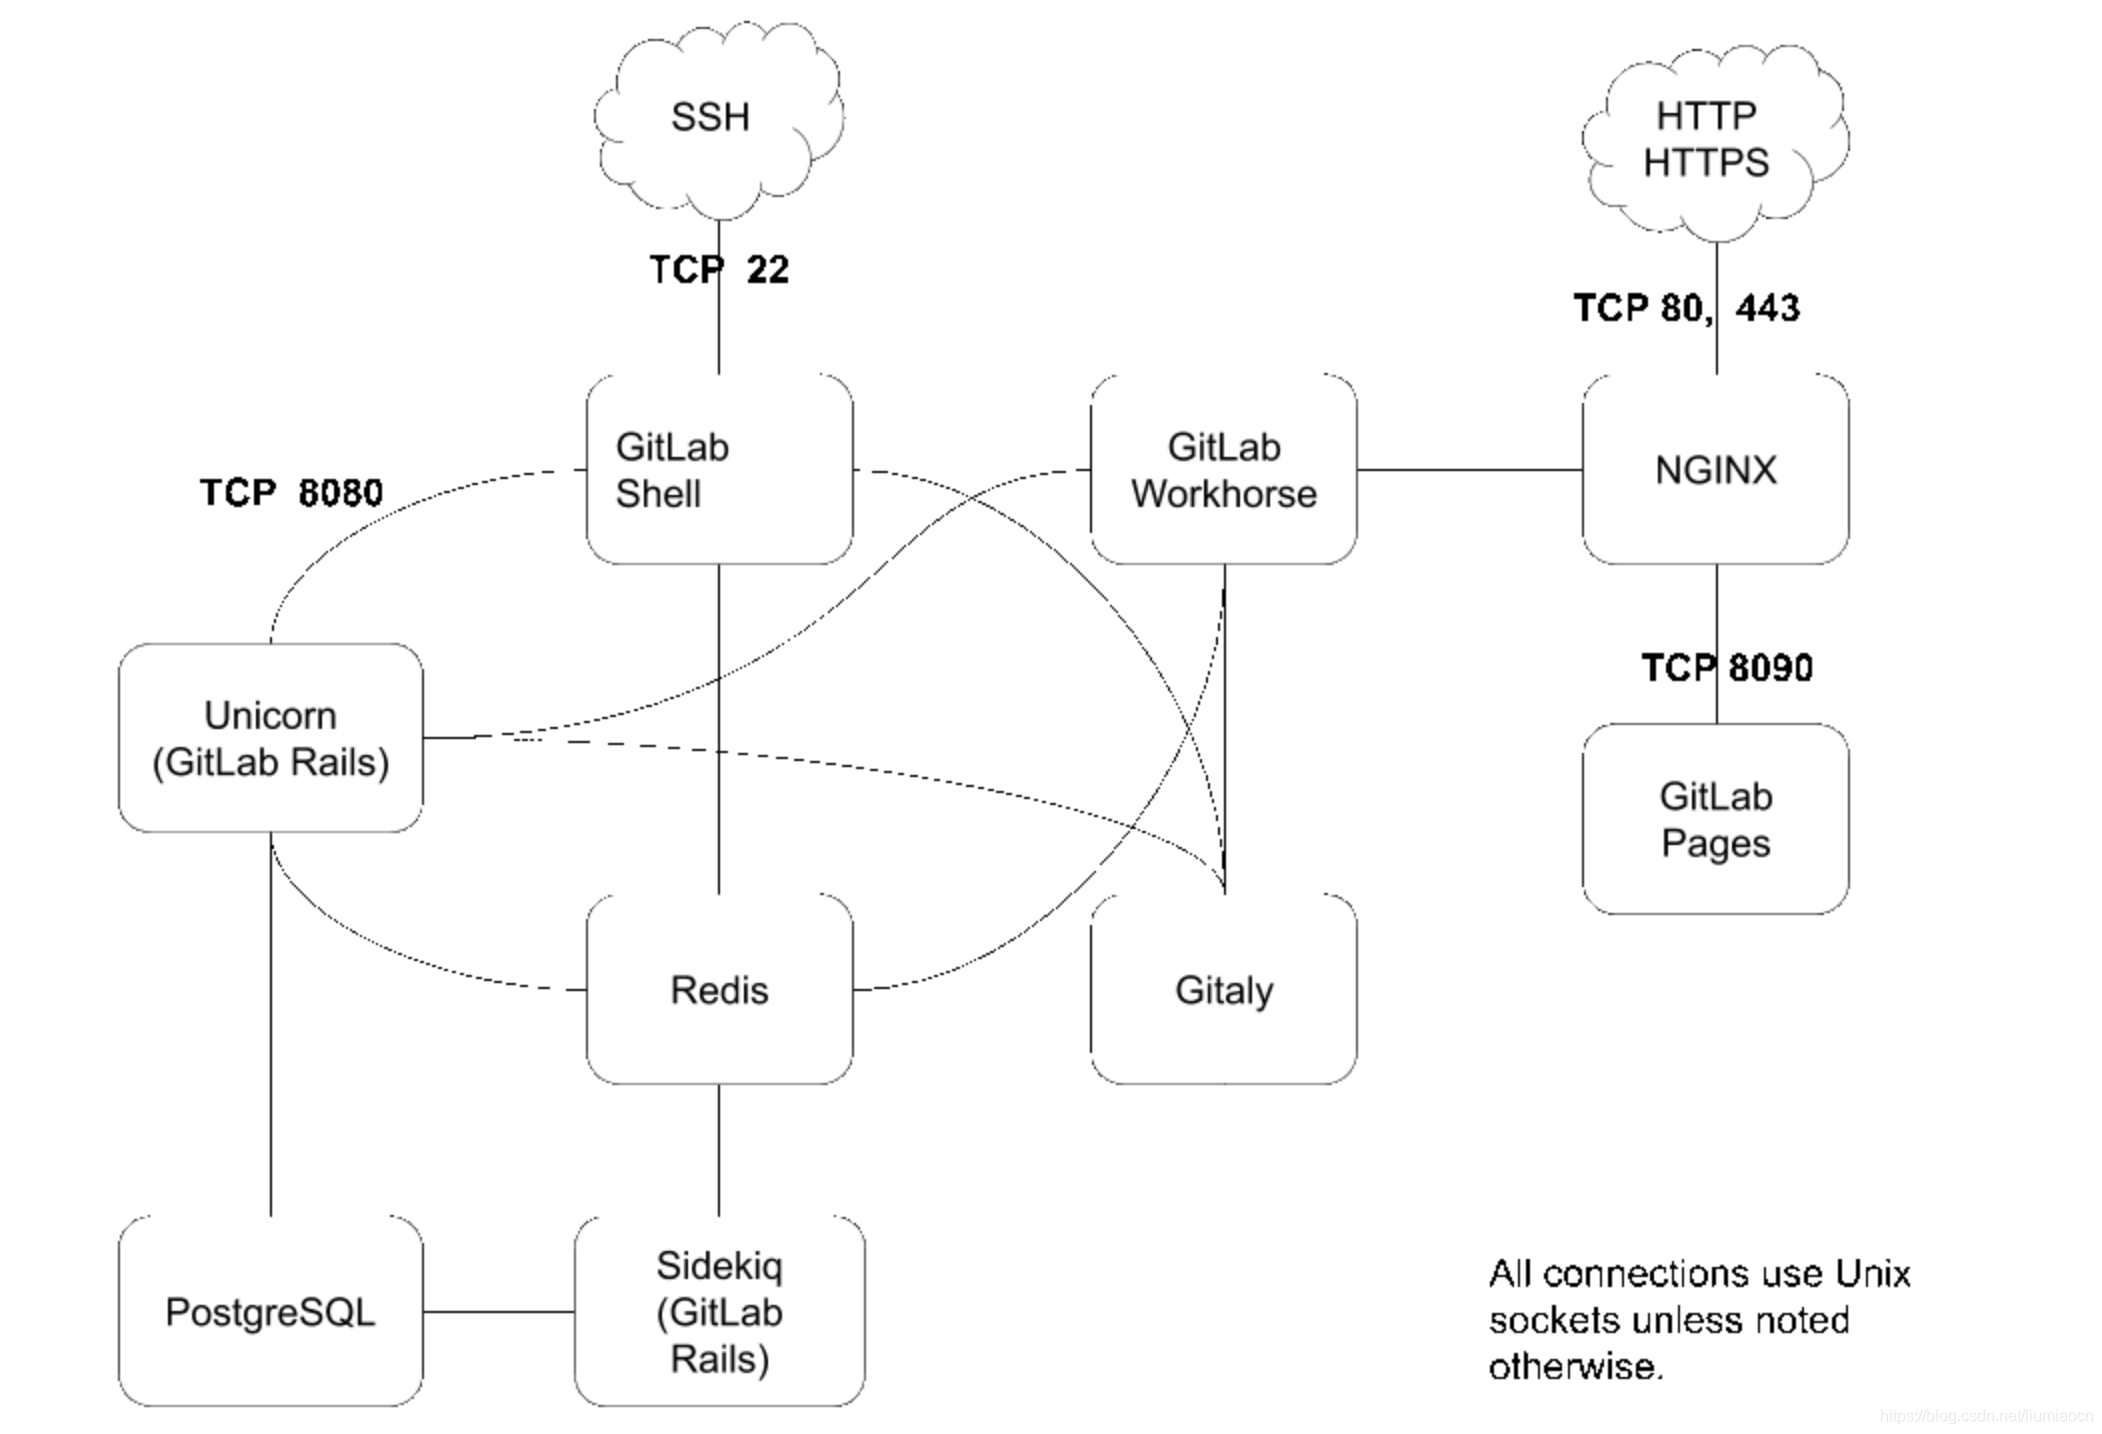 SSH
HTTP
HTTPS
TCP 22
TCP 80, 443
GitLab
Shell
GitLab
Workhorse
NGINX
TCP 8080
TCP 8090
Unicorn
(GitLab Rails)
GitLab
Pages
Redis
Gitaly
PostgreSQL
Sidekiq
(GitLab
Rails)
All connections use Unix
sockets unless noted
otherwise.
https://blog.csdn.net/liumiaocn